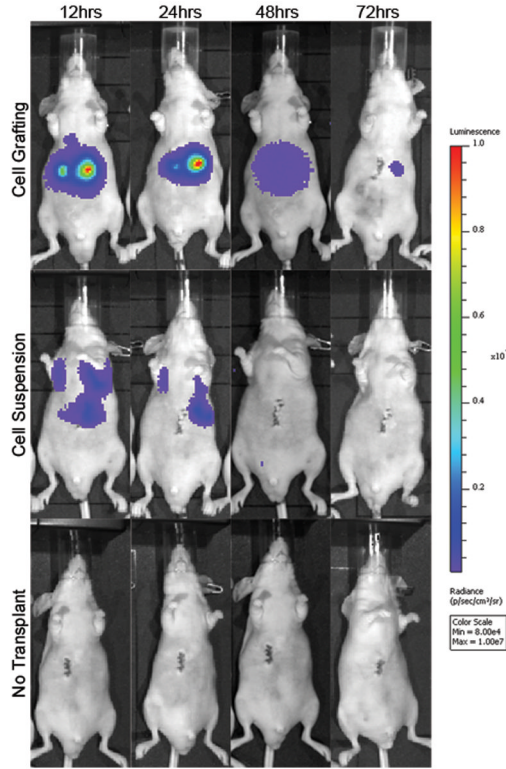 12hrs 24hrs 48hrs 72hrs
Cell Grafting
Cell Suspension
No Transplant
Luminescence
1.0
0.8
0.6
x10
0.4
0.2
Radiance
(p/sec/cm²/sr)
Color Scale
Min = 8.00e4
Max = 1.00e7